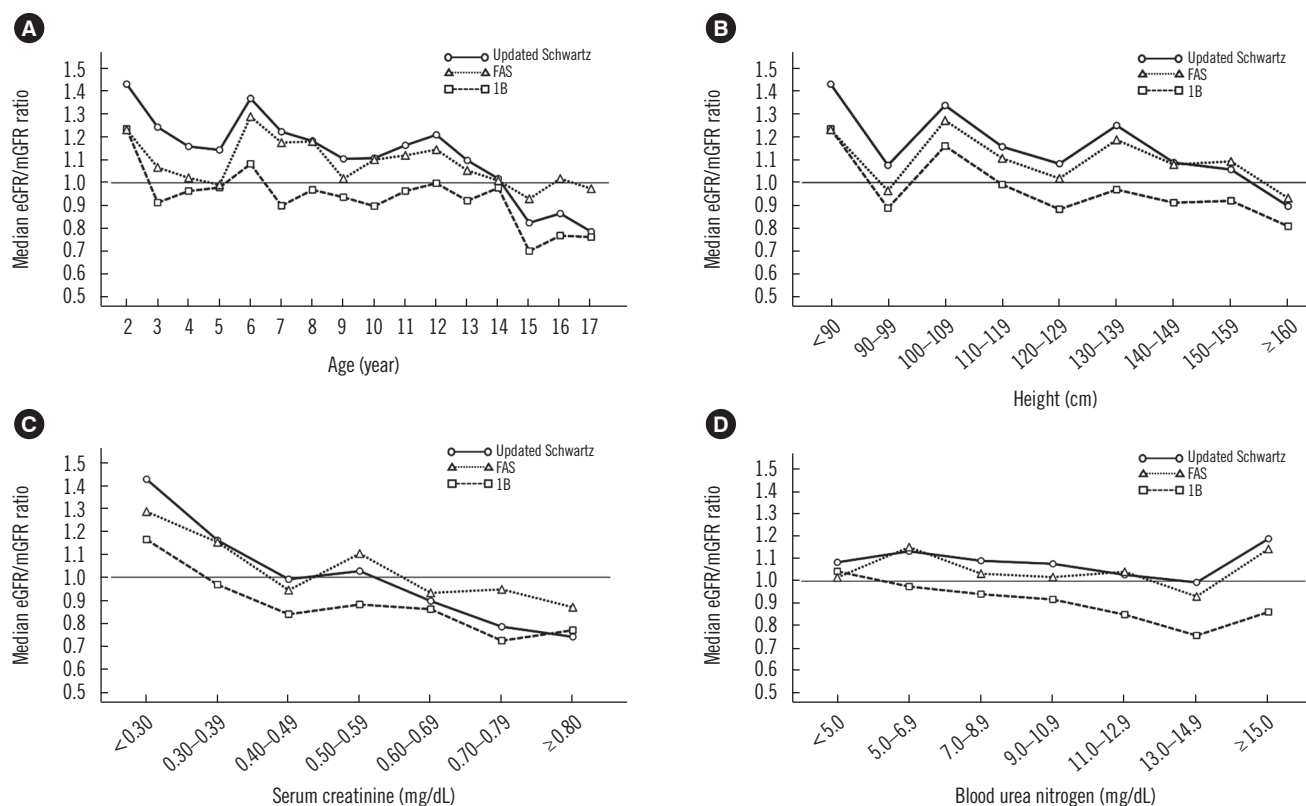 A
Updated Schwartz
FAS
1B
1.5
1.4
1.3
1.2
1.1
1.0
0.9
0.8
0.7
0.6
0.5
Median eGFR/mGFR ratio
2 3 4 5 6 7 8 9 10 11 12 13 14 15 16 17
Age (year)
B
Updated Schwartz
FAS
1B
1.5
1.4
1.3
1.2
1.1
1.0
0.9
0.8
0.7
0.6
0.5
Median eGFR/mGFR ratio
<90 90–99 100–109 110–119 120–129 130–139 140–149 150–159 ≥160
Height (cm)
C
Updated Schwartz
FAS
1B
1.5
1.4
1.3
1.2
1.1
1.0
0.9
0.8
0.7
0.6
0.5
Median eGFR/mGFR ratio
<0.30 0.30–0.39 0.40–0.49 0.50–0.59 0.60–0.69 0.70–0.79 ≥0.80
Serum creatinine (mg/dL)
D
Updated Schwartz
FAS
1B
1.5
1.4
1.3
1.2
1.1
1.0
0.9
0.8
0.7
0.6
0.5
Median eGFR/mGFR ratio
<5.0 5.0–6.9 7.0–8.9 9.0–10.9 11.0–12.9 13.0–14.9 ≥15.0
Blood urea nitrogen (mg/dL)